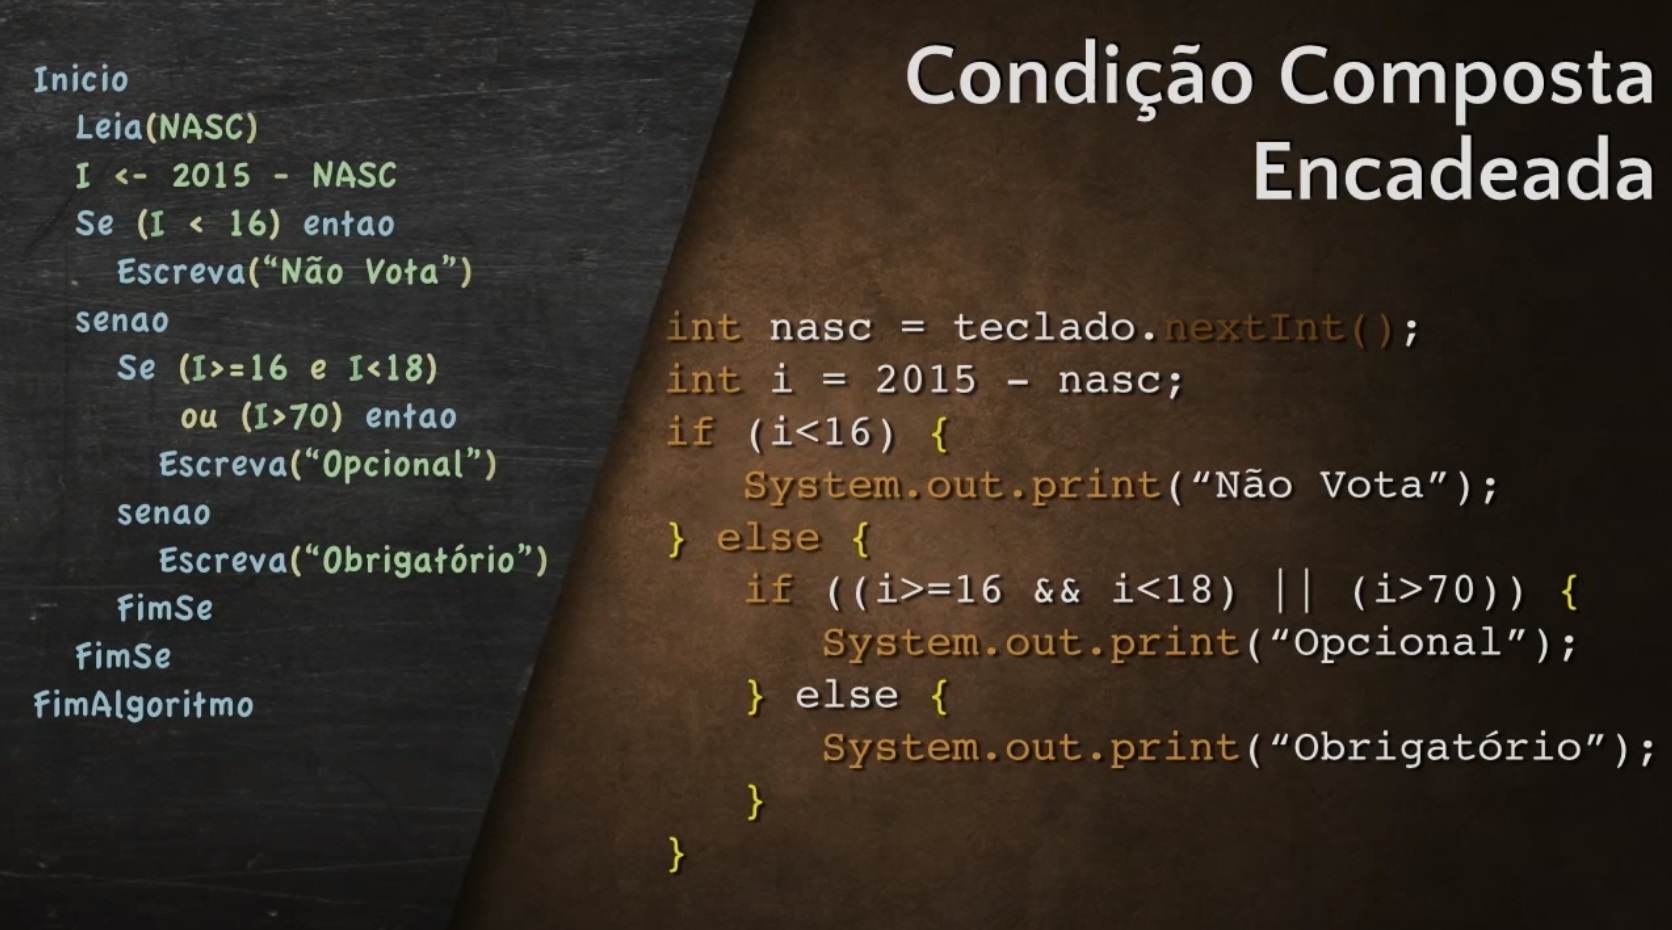 Condição Composta
Encadeada
Inicio
Leia(NASC)
I <- 2015 - NASC
Se (I < 16) entao
Escreva(“Não Vota”)
senao
Se (I>=16 e I<18)
ou (I>70) entao
Escreva(“Opcional”)
senao
Escreva(“Obrigatório”)
FimSe
FimSe
FimAlgoritmo
int nasc = teclado.nextInt();
int i = 2015 - nasc;
if (i<16) {
System.out.print(“Não Vota”);
} else {
if ((i>=16 && i<18) || (i>70)) {
System.out.print(“Opcional”);
} else {
System.out.print(“Obrigatório”);
}
}